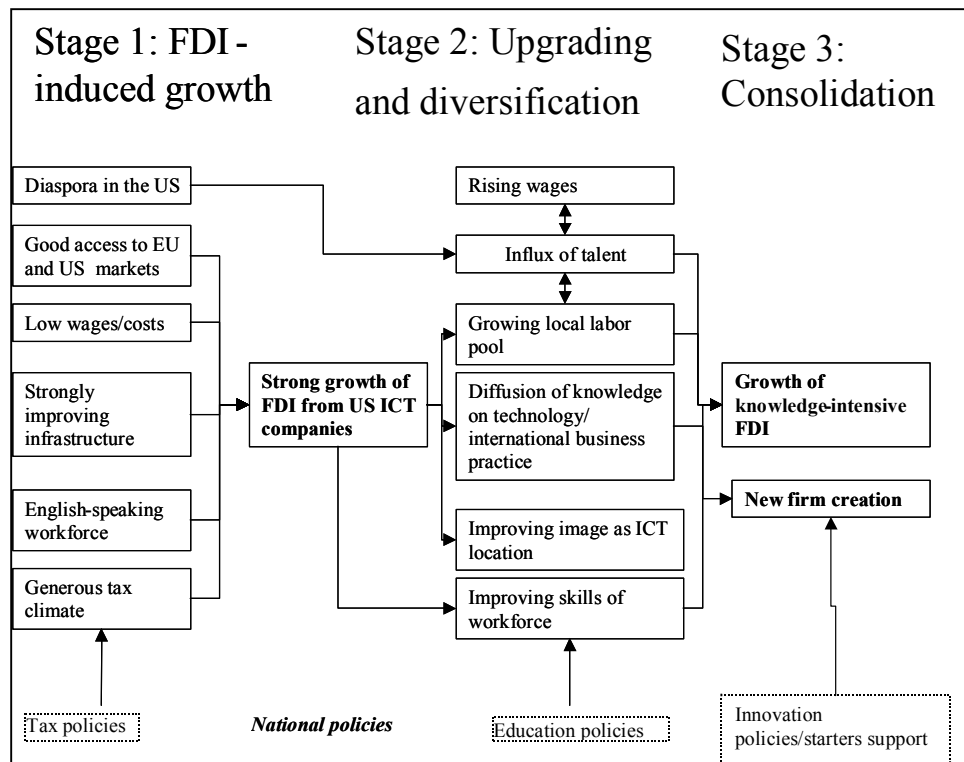 Stage 1: FDI -
induced growth
Stage 2: Upgrading
and diversification
Stage 3:
Consolidation
Diaspora in the US
Good access to EU
and US markets
Low wages/costs
Strongly
improving
infrastructure
English-speaking
workforce
Generous tax
climate
Tax policies
Strong growth of
FDI from US ICT
companies
National policies
Rising wages
Influx of talent
Growing local labor
pool
Diffusion of knowledge
on technology/
international business
practice
Improving image as ICT
location
Improving skills of
workforce
Education policies
Growth of
knowledge-intensive
FDI
New firm creation
Innovation
policies/starters support